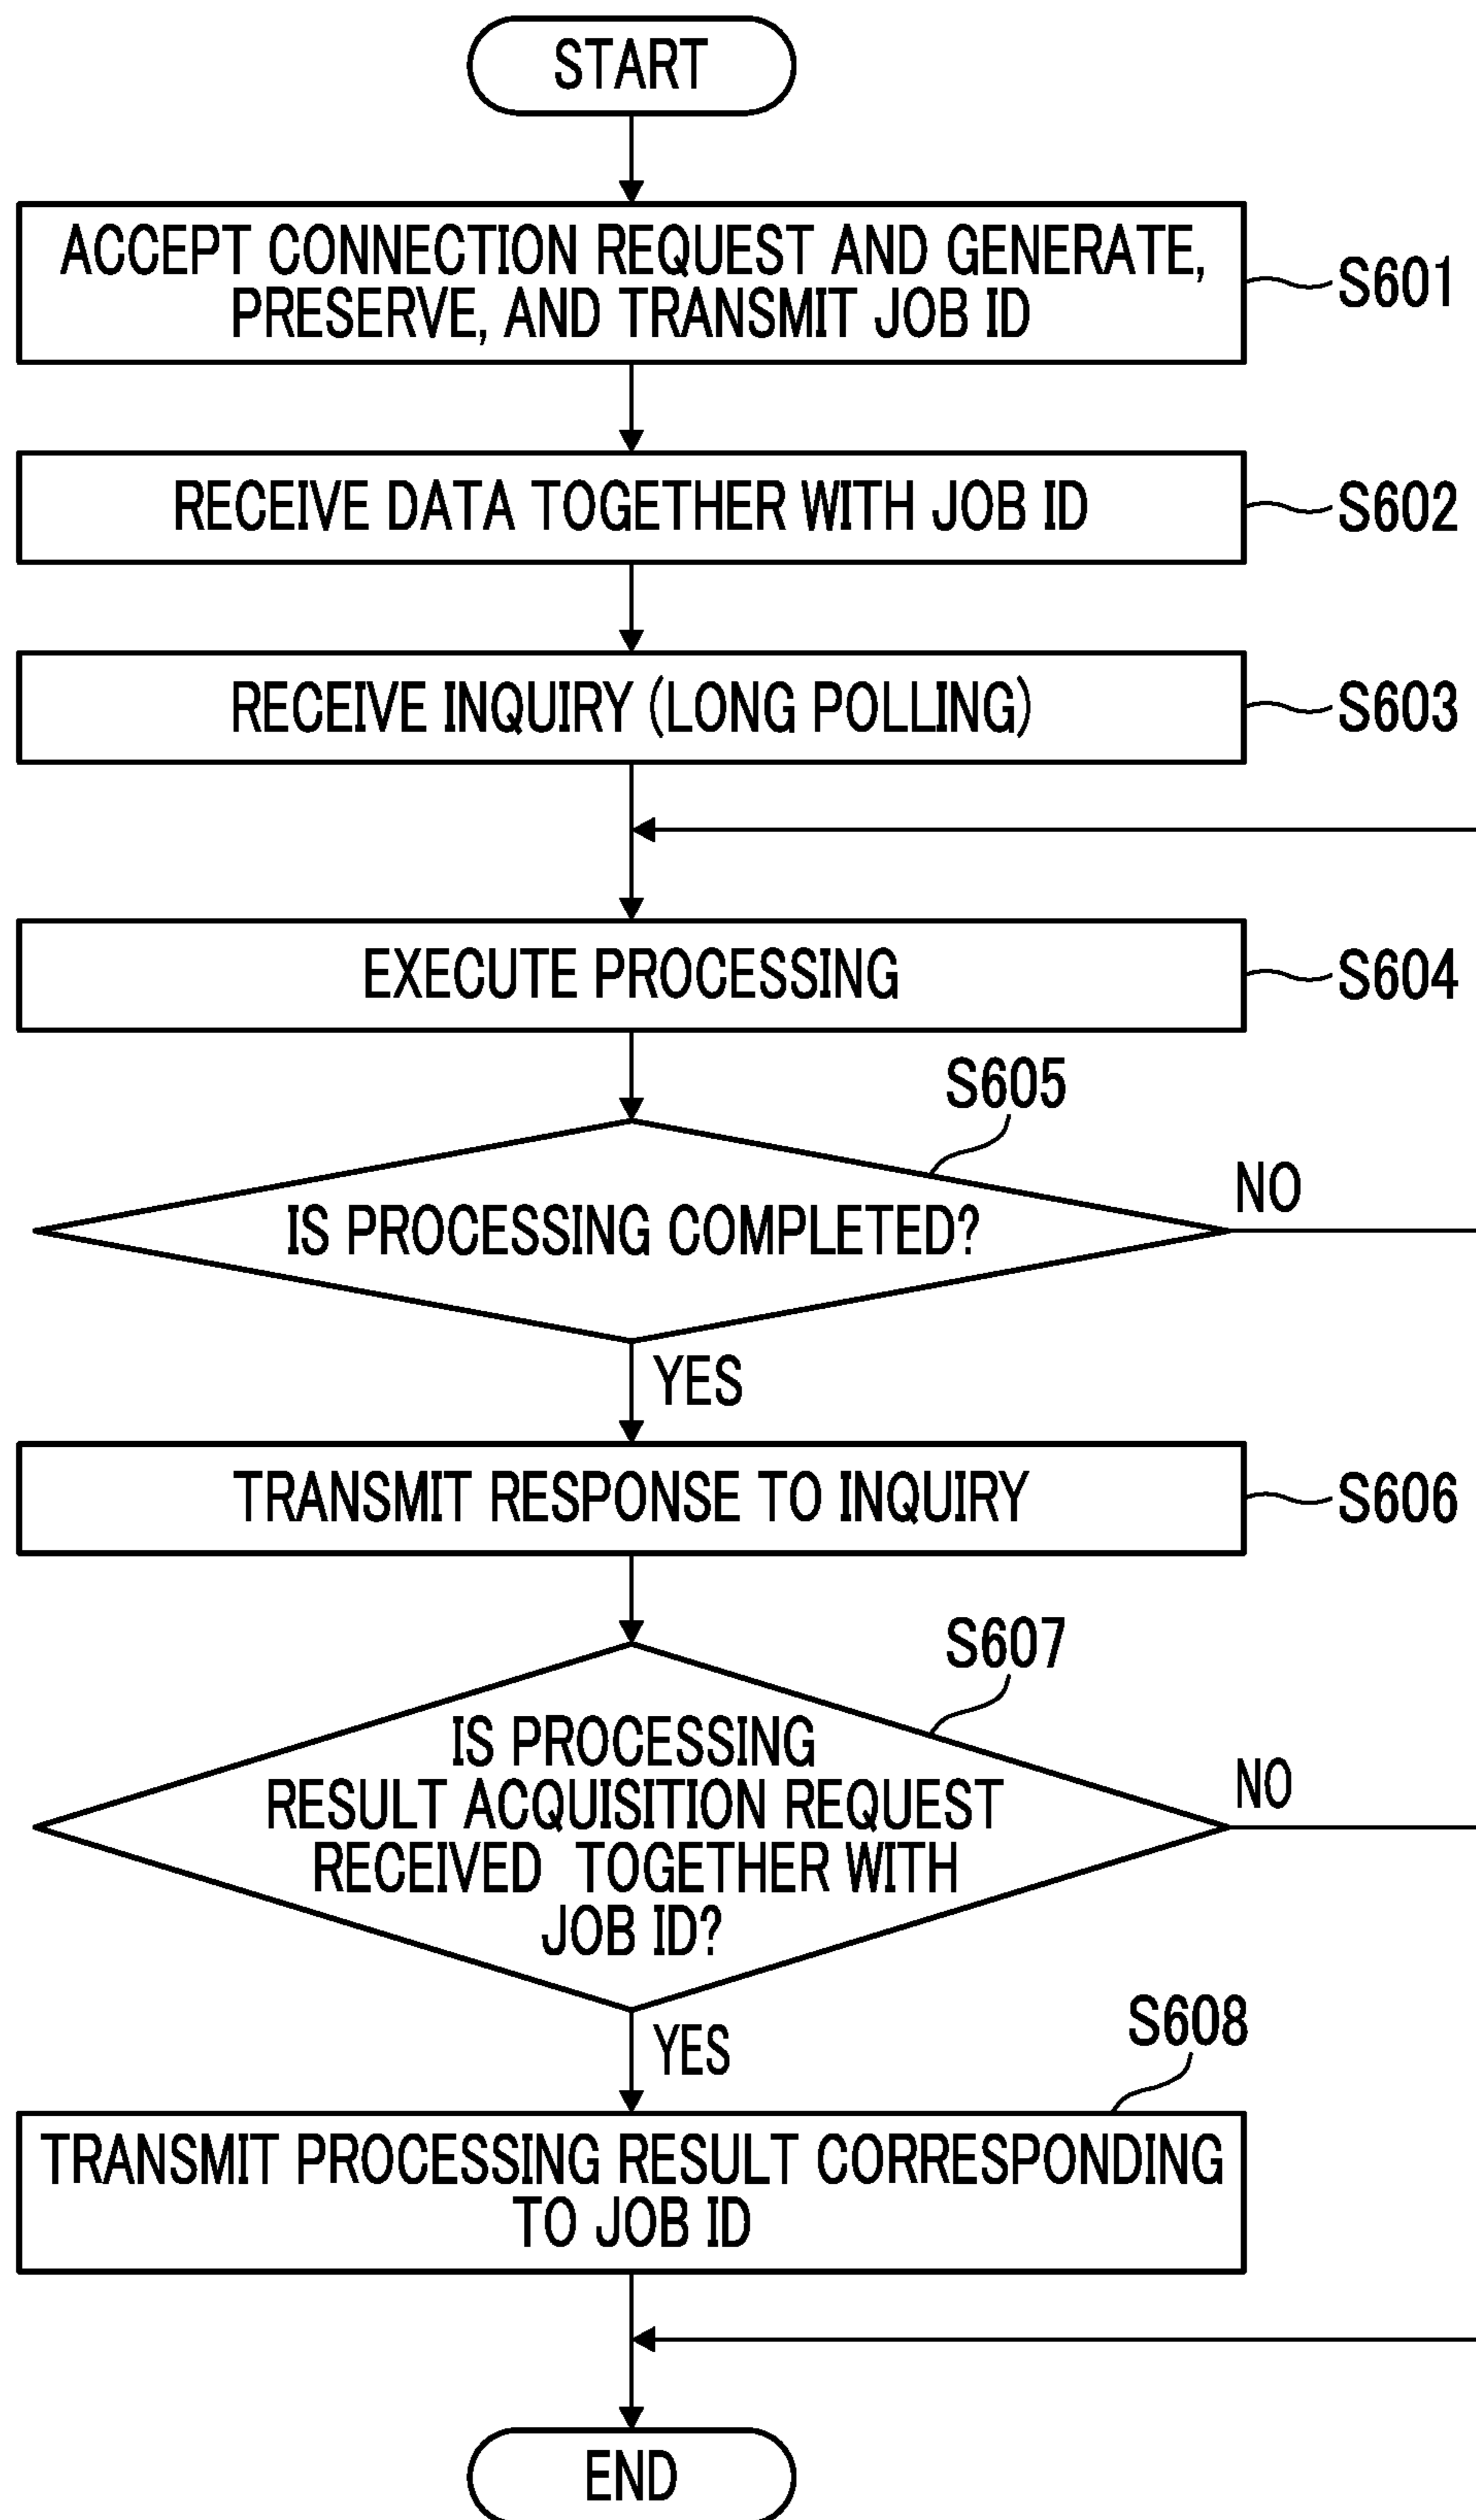 START
ACCEPT CONNECTION REQUEST AND GENERATE,
PRESERVE, AND TRANSMIT JOB ID
S601
RECEIVE DATA TOGETHER WITH JOB ID
S602
RECEIVE INQUIRY (LONG POLLING)
S603
EXECUTE PROCESSING
S604
S605
IS PROCESSING COMPLETED?
NO
YES
TRANSMIT RESPONSE TO INQUIRY
S606
S607
IS PROCESSING
RESULT ACQUISITION REQUEST
RECEIVED TOGETHER WITH
JOB ID?
NO
YES
S608
TRANSMIT PROCESSING RESULT CORRESPONDING
TO JOB ID
END